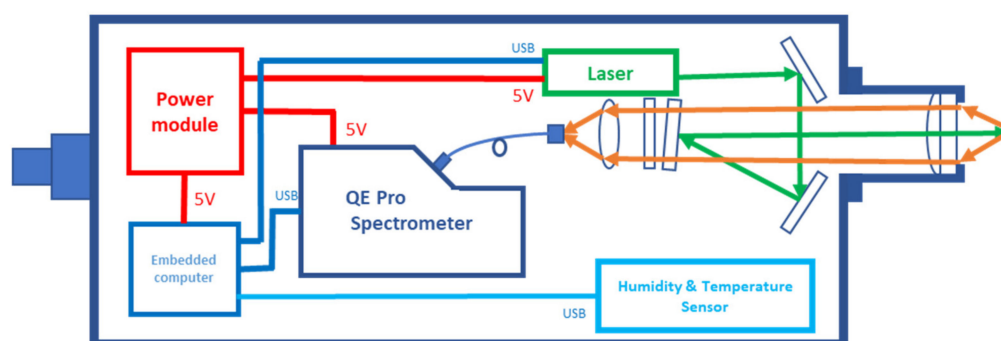 USB
Laser
Power
module
5V
5V
5V
QE Pro
Spectrometer
USB
Embedded
computer
Humidity & Temperature
Sensor
USB